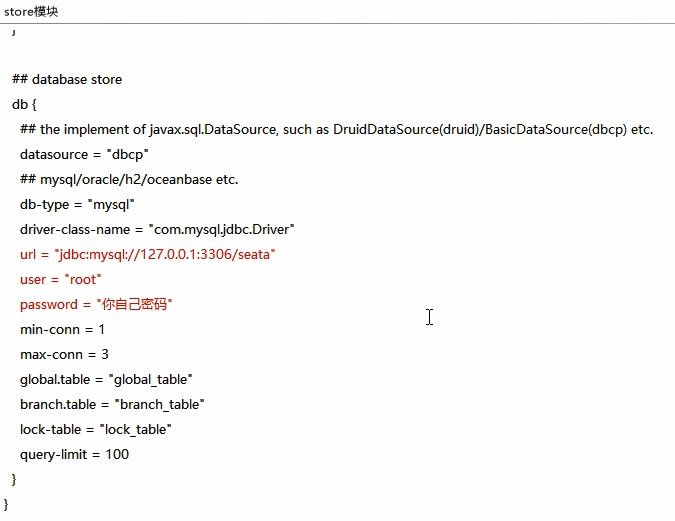 store模块
}
## database store
db {
## the implement of javax.sql.DataSource, such as DruidDataSource(druid)/BasicDataSource(dbcp) etc.
datasource = "dbcp"
## mysql/oracle/h2/oceanbase etc.
db-type = "mysql"
driver-class-name = "com.mysql.jdbc.Driver"
url = "jdbc:mysql://127.0.0.1:3306/seata"
user = "root"
password = "你自己密码"
min-conn = 1
max-conn = 3
global.table = "global_table"
branch.table = "branch_table"
lock-table = "lock_table"
query-limit = 100
}
}